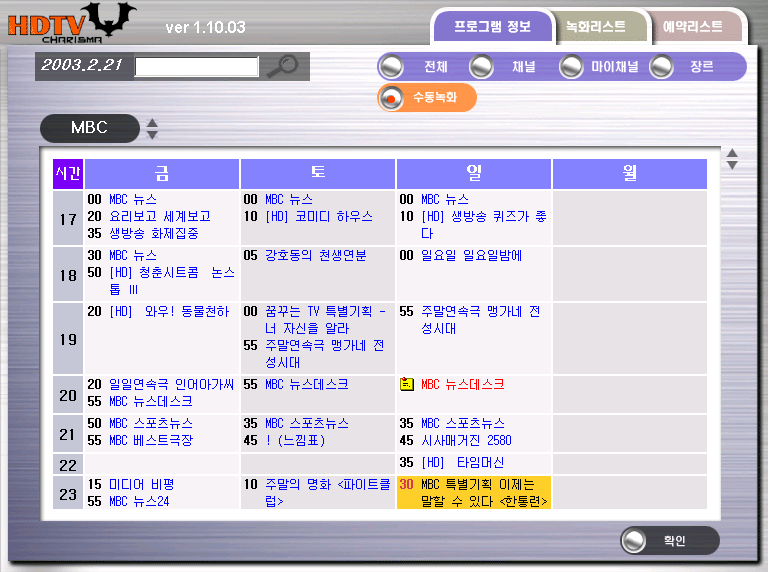 HDTV
CHARISMA
ver 1.10.03
프로그램 정보
녹화리스트
예약리스트
2003.2.21
전체
채널
마이채널
장르
수동녹화
MBC
시간 금 토 일 월
17
00 MBC 뉴스
20 요리보고 세계보고
35 생방송 화제집중
00 MBC 뉴스
10 [HD] 코미디 하우스
00 MBC 뉴스
10 [HD] 생방송 퀴즈가 좋
다
18
30 MBC 뉴스
50 [HD] 청춘시트콤 논스
톱 III
05 강호동의 천생연분
00 일요일 일요일밤에
19
20 [HD] 와우! 동물천하
00 꿈꾸는 TV 특별기획 -
너 자신을 알라
55 주말연속극 맹가네 전
성시대
55 주말연속극 맹가네 전
성시대
20
20 일일연속극 인어아가씨
55 MBC 뉴스데스크
55 MBC 뉴스데스크
MBC 뉴스데스크
21
50 MBC 스포츠뉴스
55 MBC 베스트극장
35 MBC 스포츠뉴스
45 ! (느낌표)
35 MBC 스포츠뉴스
45 시사매거진 2580
22
35 [HD] 타임머신
23
15 미디어 비평
55 MBC 뉴스24
10 주말의 명화 <파이트클
럽>
30 MBC 특별기획 이제는
말할 수 있다 <한통련>
확인